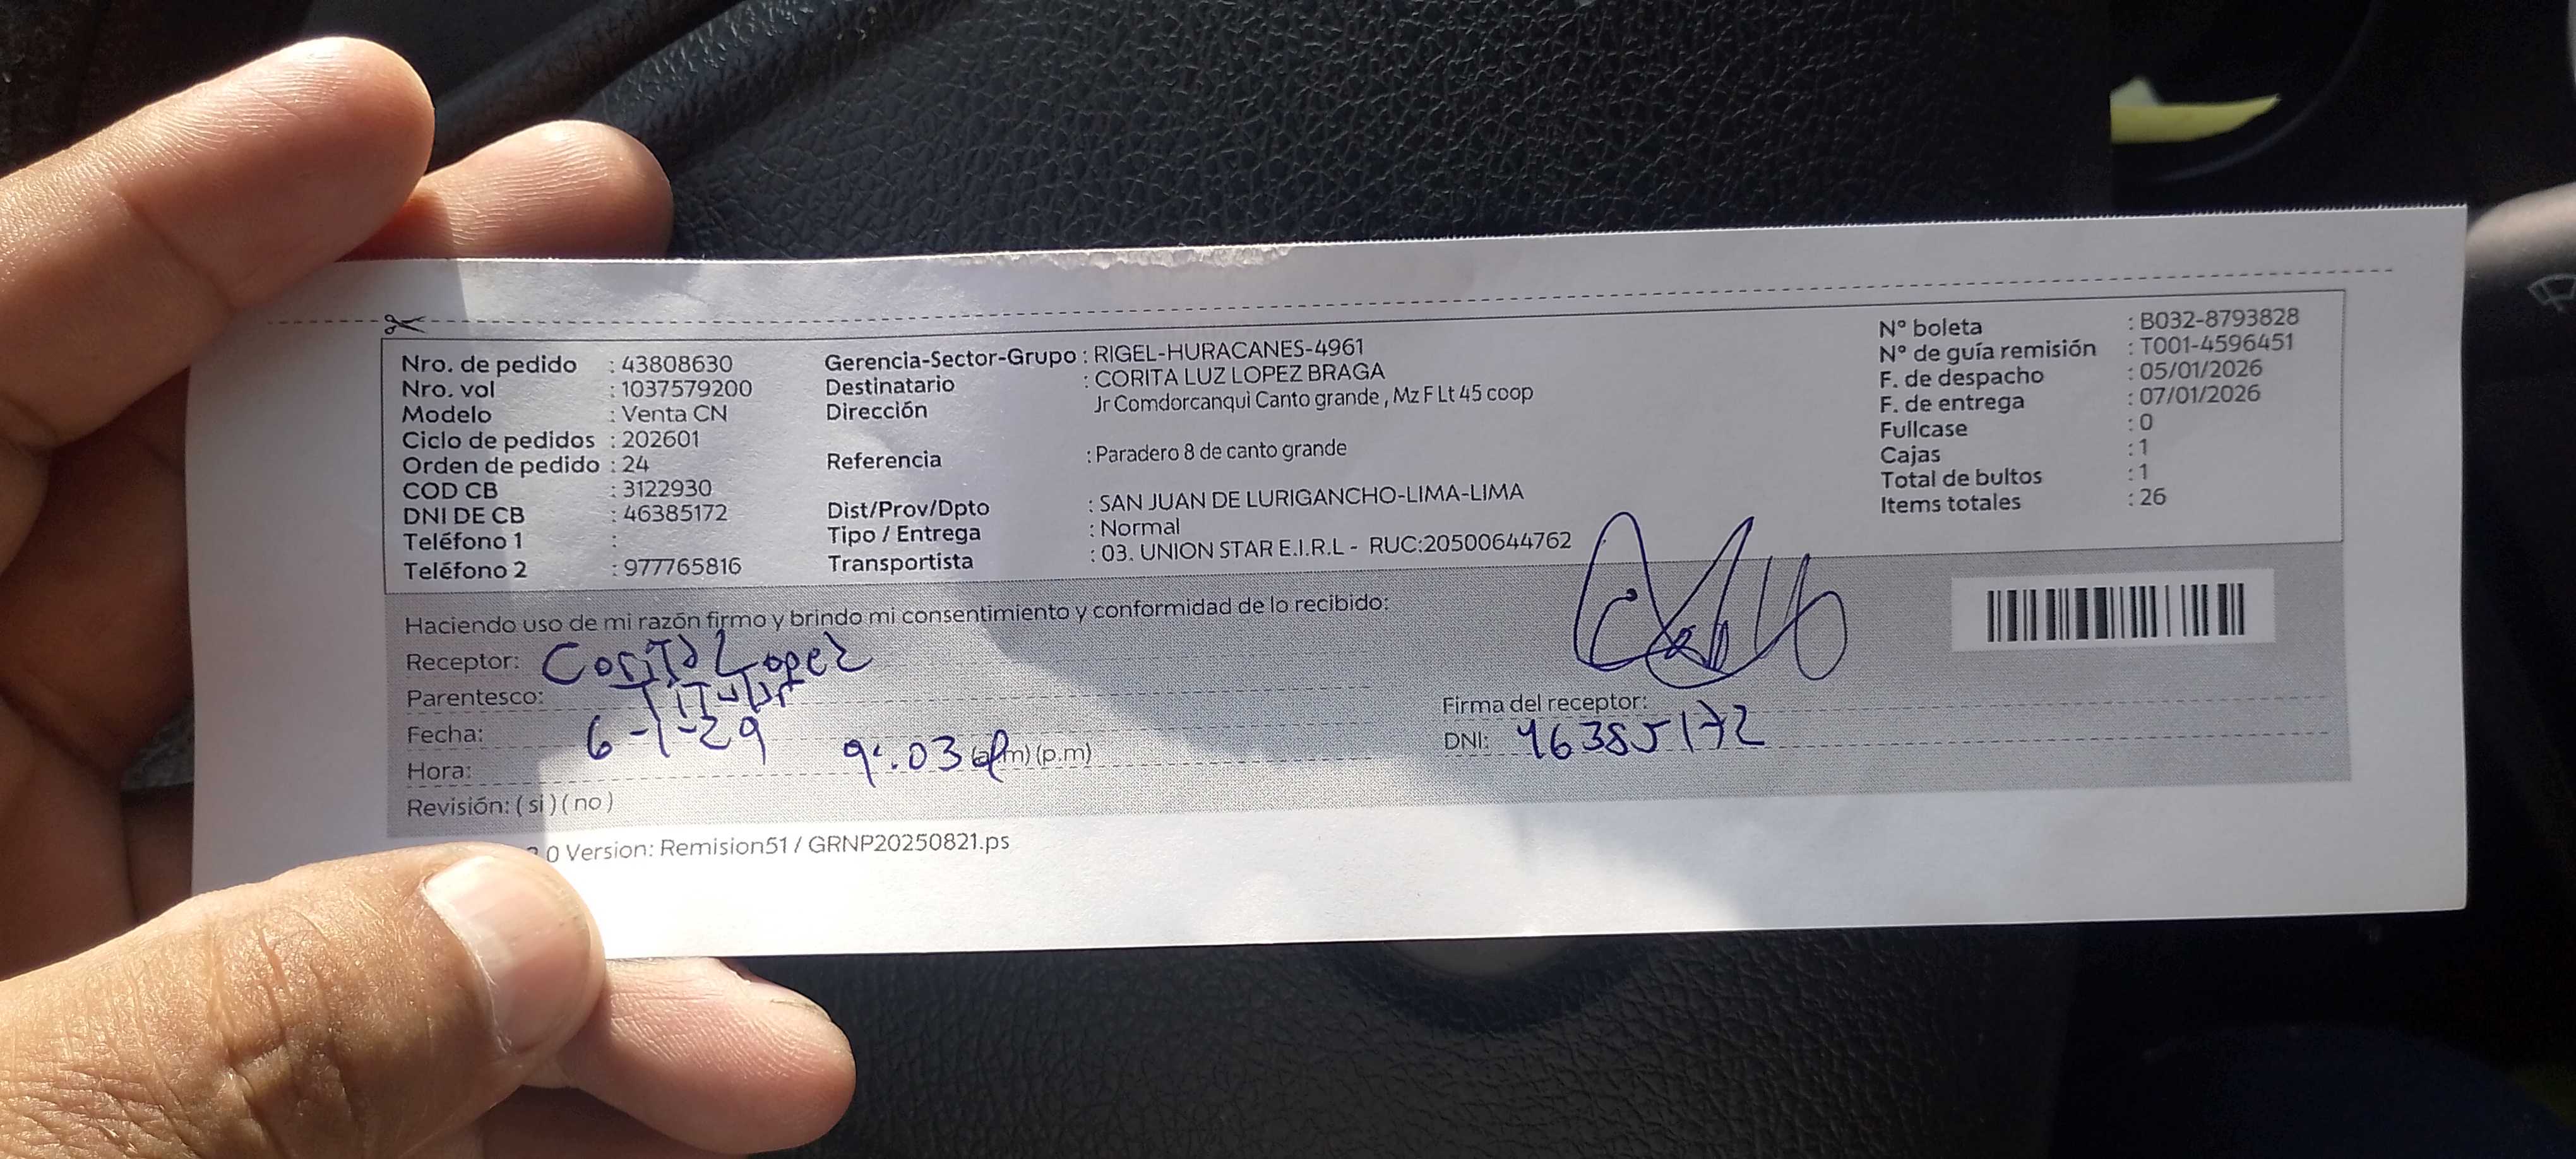 Nro. de pedido : 43808630
Nro. vol : 1037579200
Modelo : Venta CN
Ciclo de pedidos : 202601
Orden de pedido : 24
COD CB : 3122930
DNI DE CB : 46385172
Teléfono 1 :
Teléfono 2 : 977765816
Gerencia-Sector-Grupo : RIGEL-HURACANES-4961
Destinatario : CORITA LUZ LOPEZ BRAGA
Dirección Jr Comdorcanqui Canto grande , Mz F Lt 45 coop
Referencia : Paradero 8 de canto grande
Dist/Prov/Dpto : SAN JUAN DE LURIGANCHO-LIMA-LIMA
Tipo / Entrega : Normal
Transportista : 03. UNION STAR E.I.R.L - RUC:20500644762
N° boleta : B032-8793828
N° de guía remisión : T001-4596451
F. de despacho : 05/01/2026
F. de entrega : 07/01/2026
Fullcase : 0
Cajas : 1
Total de bultos : 1
Items totales : 26
Haciendo uso de mi razón firmo y brindo mi consentimiento y conformidad de lo recibido:
Receptor: Corita Lopez
Parentesco: Titular
Fecha: 6-1-29
Hora: 9:03 (a.m) (p.m)
Revisión: ( si ) ( no )
Firma del receptor:
DNI: 46385172
0 Version: Remision51 / GRNP20250821.ps